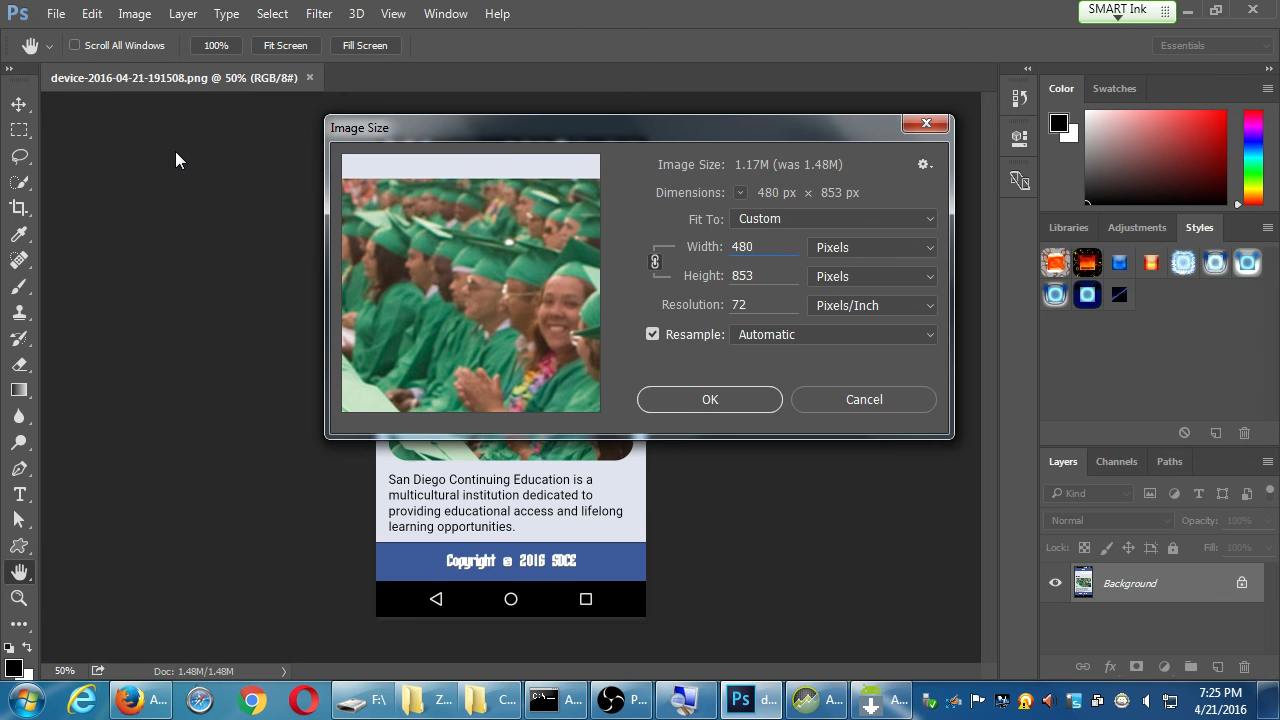 Ps File Edit Image Layer Type Select Filter 3D View Window Help
SMART Ink
Scroll All Windows 100% Fit Screen Fill Screen Essentials
device-2016-04-21-191508.png @ 50% (RGB/8#) ×
Color Swatches
Image Size
Image Size: 1.17M (was 1.48M)
Dimensions: 480 px × 853 px
Fit To: Custom
Width: 480 Pixels
Height: 853 Pixels
Resolution: 72 Pixels/Inch
Resample: Automatic
OK Cancel
Libraries Adjustments Styles
San Diego Continuing Education is a
multicultural institution dedicated to
providing educational access and lifelong
learning opportunities.
Copyright © 2016 SDCE
Layers Channels Paths
Kind
Normal Opacity: 100%
Lock: Fill: 100%
Background
fx
50% Doc: 1.48M/1.48M
A... F:\ Z... C... A... P... Ps d... A... A...
7:25 PM
4/21/2016